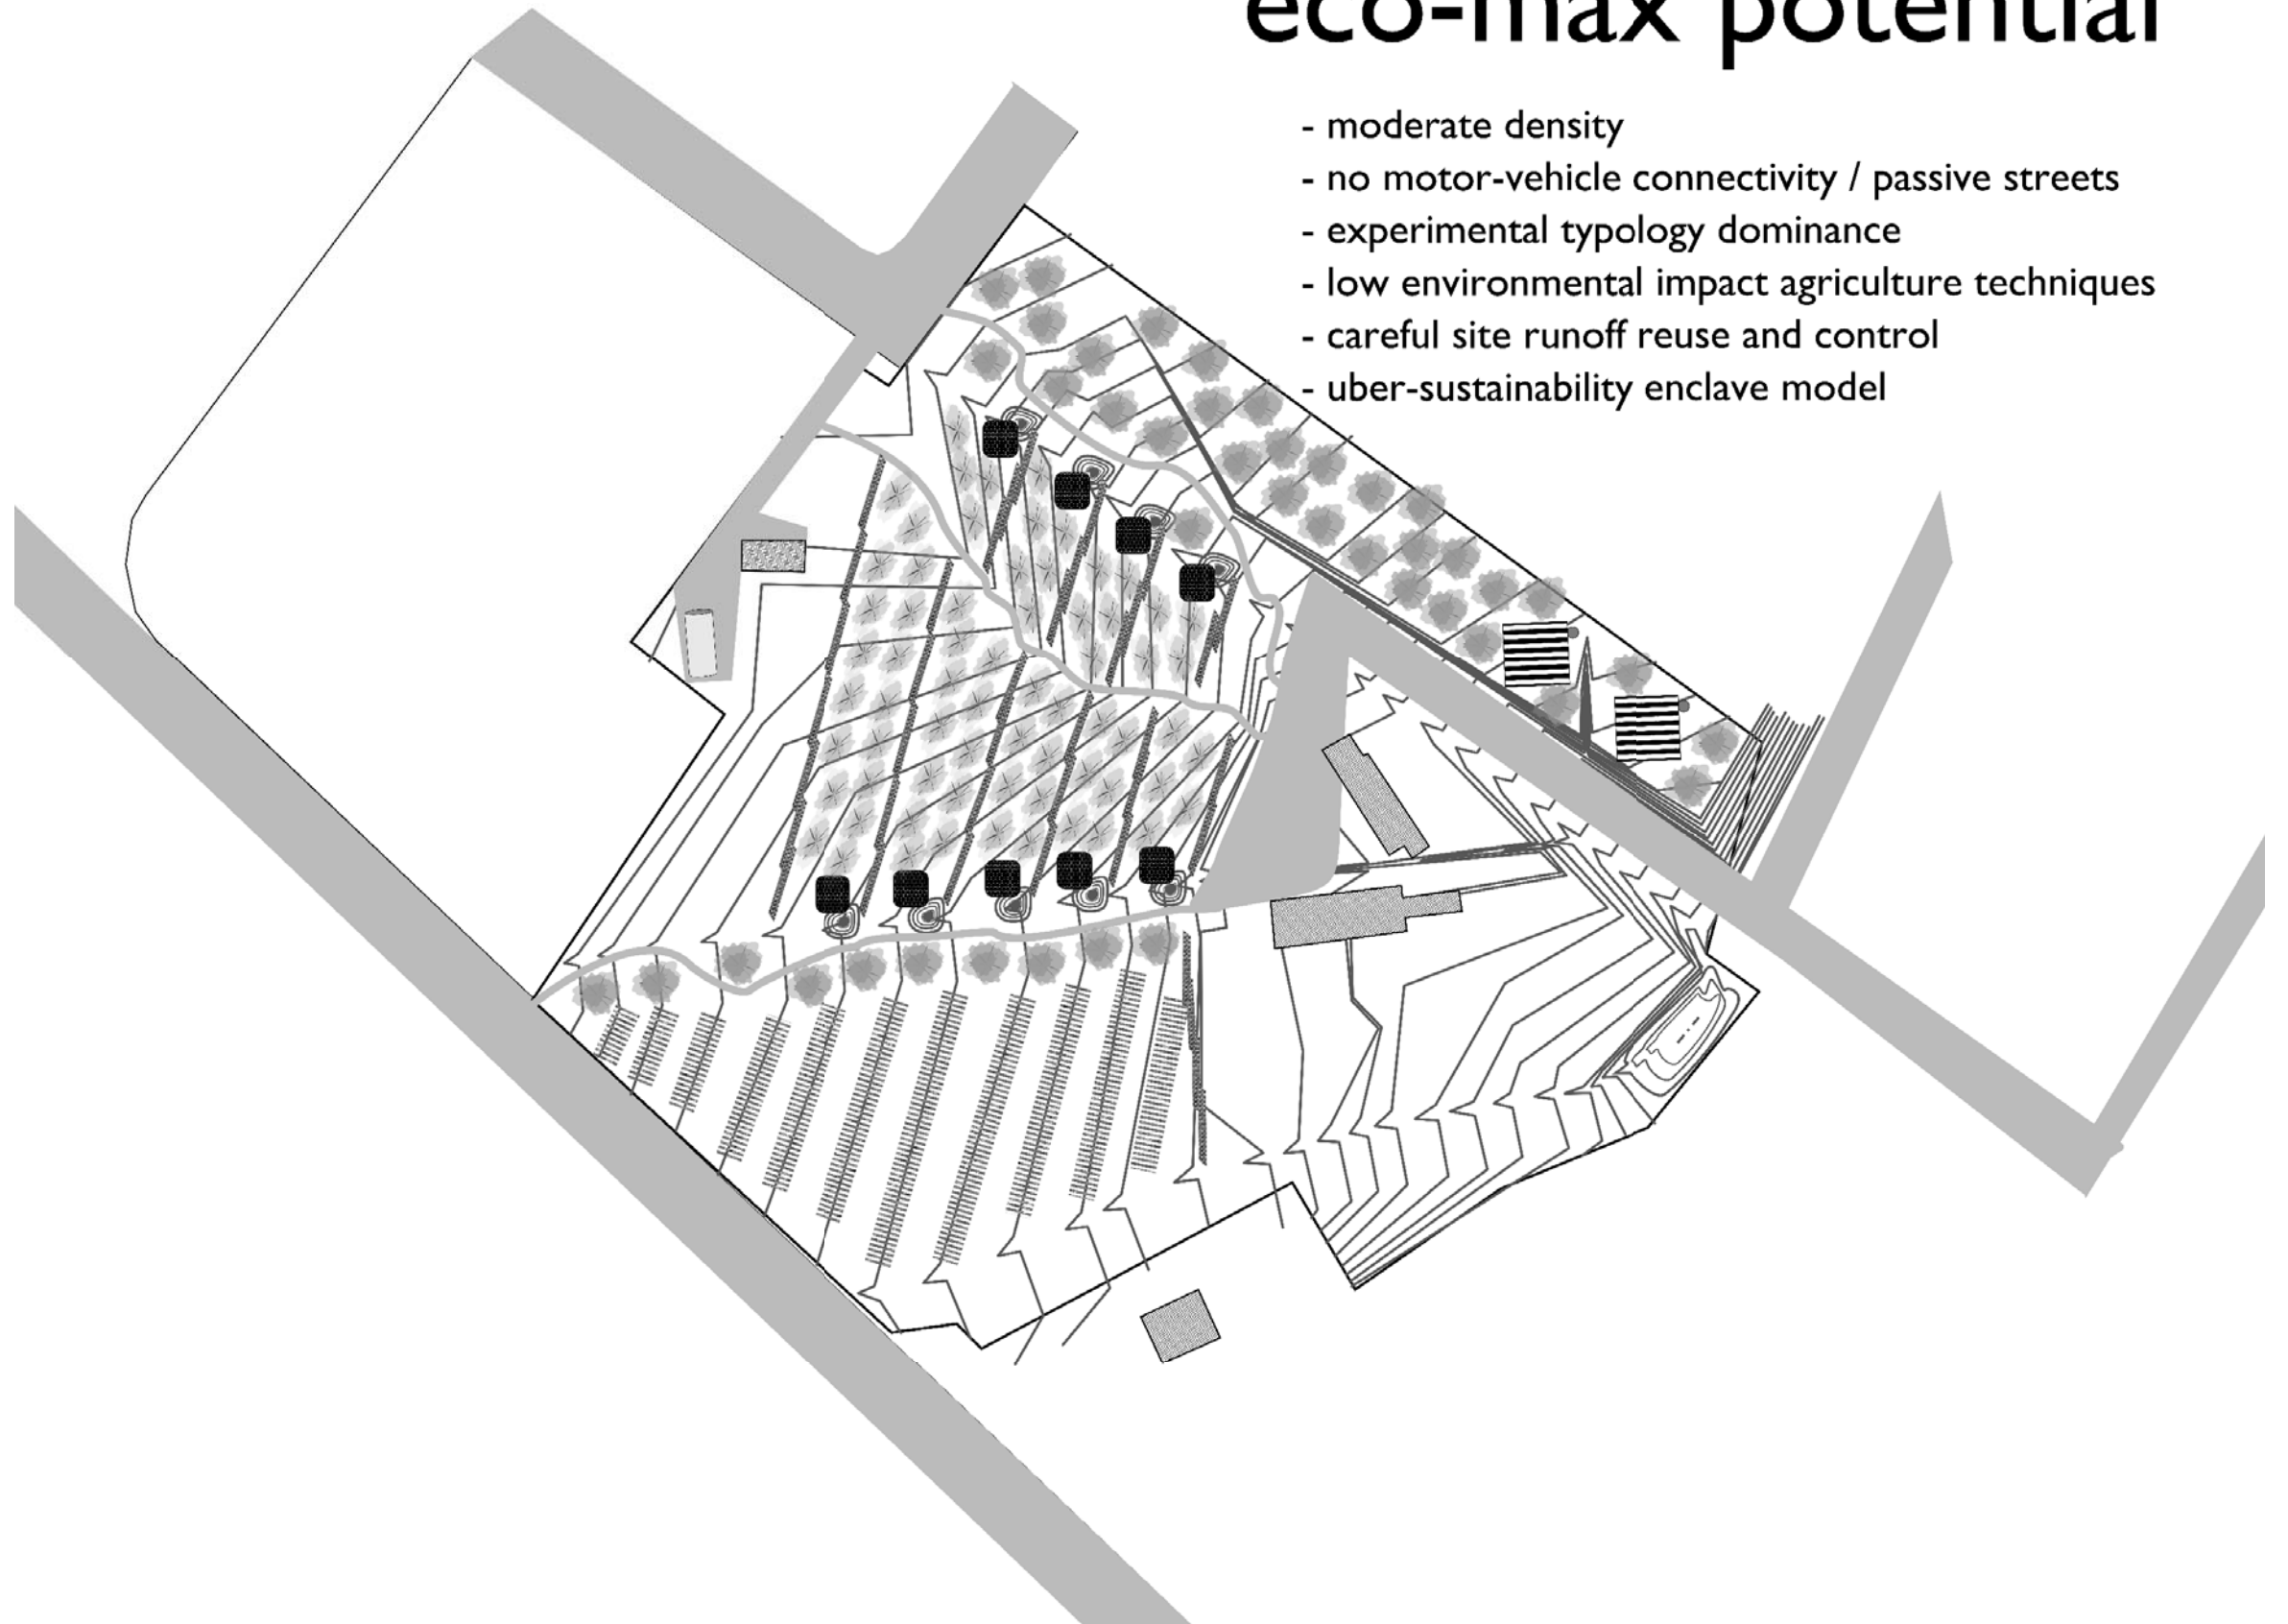 eco-max potential
- moderate density
- no motor-vehicle connectivity / passive streets
- experimental typology dominance
- low environmental impact agriculture techniques
- careful site runoff reuse and control
- uber-sustainability enclave model